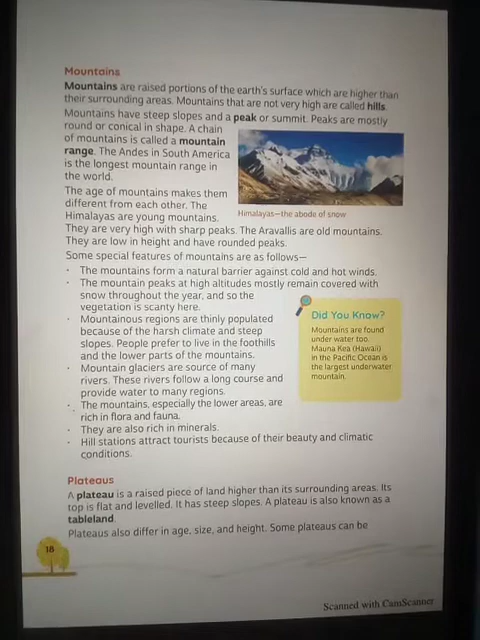 Mountains
Mountains are raised portions of the earth's surface which are higher than
their surrounding areas. Mountains that are not very high are called hills.
Mountains have steep slopes and a peak or summit. Peaks are mostly
round or conical in shape. A chain
of mountains is called a mountain
range. The Andes in South America
is the longest mountain range in
the world.
The age of mountains makes them
different from each other. The
Himalayas are young mountains.
Himalayas—the abode of snow
They are very high with sharp peaks. The Aravallis are old mountains.
They are low in height and have rounded peaks.
Some special features of mountains are as follows—
· The mountains form a natural barrier against cold and hot winds.
· The mountain peaks at high altitudes mostly remain covered with
snow throughout the year, and so the
vegetation is scanty here.
· Mountainous regions are thinly populated
because of the harsh climate and steep
slopes. People prefer to live in the foothills
and the lower parts of the mountains.
· Mountain glaciers are source of many
rivers. These rivers follow a long course and
provide water to many regions.
· The mountains, especially the lower areas, are
rich in flora and fauna.
· They are also rich in minerals.
· Hill stations attract tourists because of their beauty and climatic
conditions.
Did You Know?
Mountains are found
under water too.
Mauna Kea (Hawaii)
in the Pacific Ocean is
the largest underwater
mountain.
Plateaus
A plateau is a raised piece of land higher than its surrounding areas. Its
top is flat and levelled. It has steep slopes. A plateau is also known as a
tableland.
Plateaus also differ in age, size, and height. Some plateaus can be
18
Scanned with CamScanner